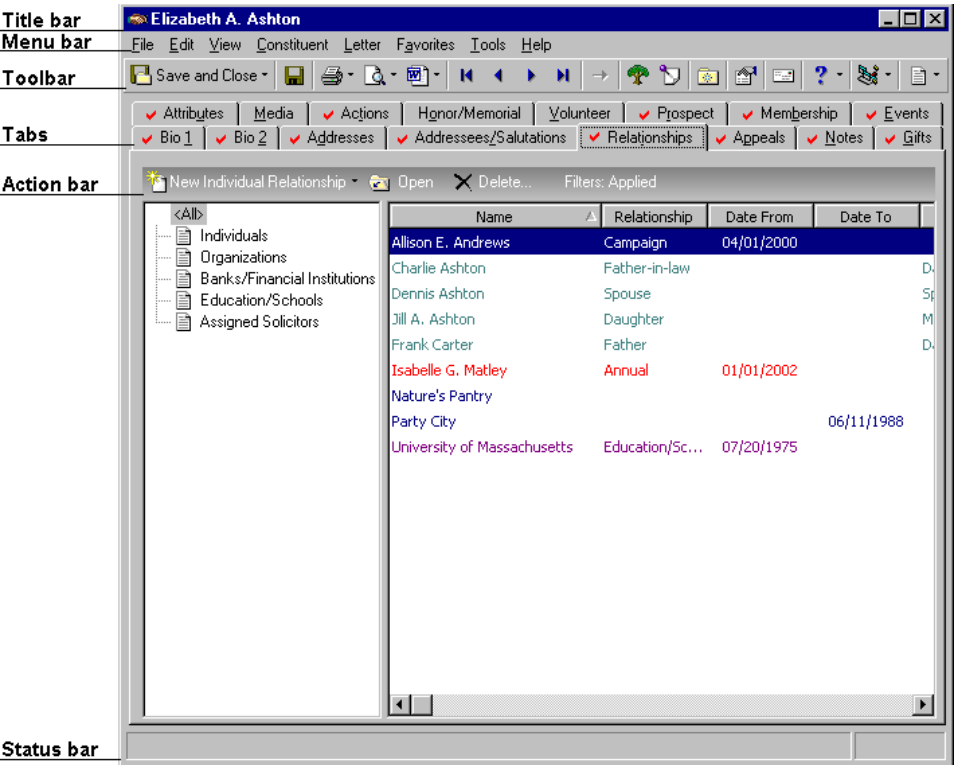 Title bar
Elizabeth A. Ashton
Menu bar
File Edit View Constituent Letter Favorites Tools Help
Toolbar
Save and Close
Attributes Media Actions Honor/Memorial Volunteer Prospect Membership Events
Tabs
Bio 1 Bio 2 Addresses Addressees/Salutations Relationships Appeals Notes Gifts
Action bar
New Individual Relationship Open Delete... Filters: Applied
<All>
Individuals
Organizations
Banks/Financial Institutions
Education/Schools
Assigned Solicitors
Name Relationship Date From Date To
Allison E. Andrews Campaign 04/01/2000
Charlie Ashton Father-in-law
Dennis Ashton Spouse
Jill A. Ashton Daughter
Frank Carter Father
Isabelle G. Matley Annual 01/01/2002
Nature's Pantry
Party City 06/11/1988
University of Massachusetts Education/Sc... 07/20/1975
Status bar